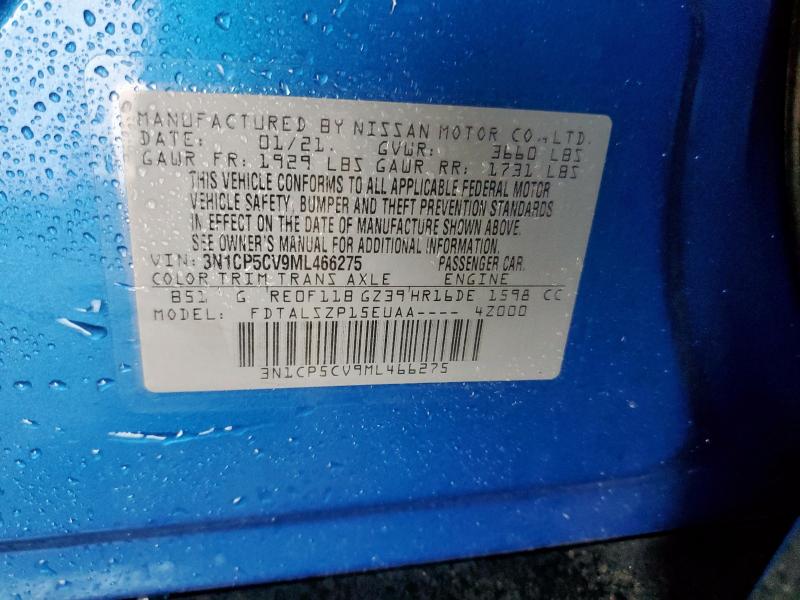 MANUFACTURED BY NISSAN MOTOR CO.,LTD.
DATE: 01/21. GVWR: 3660 LBS
GAWR FR: 1929 LBS GAWR RR: 1731 LBS
THIS VEHICLE CONFORMS TO ALL APPLICABLE FEDERAL MOTOR
VEHICLE SAFETY, BUMPER AND THEFT PREVENTION STANDARDS
IN EFFECT ON THE DATE OF MANUFACTURE SHOWN ABOVE.
SEE OWNER'S MANUAL FOR ADDITIONAL INFORMATION.
VIN: 3N1CP5CV9ML466275 PASSENGER CAR.
COLOR TRIM TRANS AXLE ENGINE
B51 G RE0F11B GZ39 HR16DE 1598 CC
MODEL: FDTALSZP15EUAA---- 4Z000
3N1CP5CV9ML466275